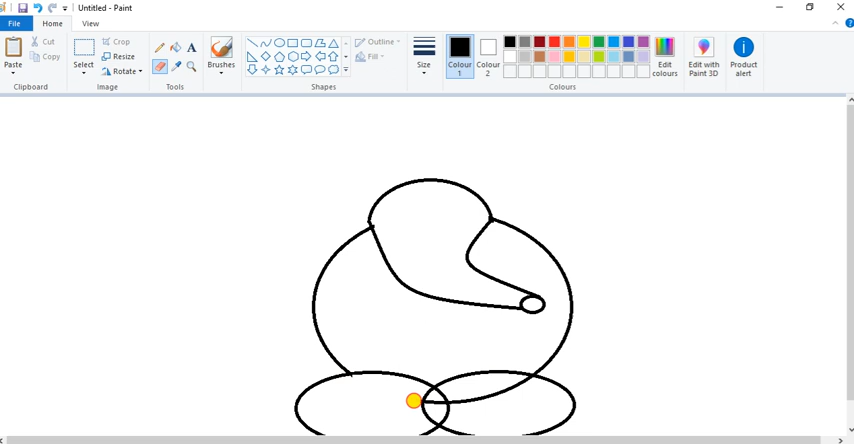 Untitled - Paint
File Home View
Paste
Cut
Copy
Clipboard
Select
Crop
Resize
Rotate
Image
A
Tools
Brushes
Shapes
Outline
Fill
Size
Colour
1
Colour
2
Edit
colours
Colours
Edit with
Paint 3D
Product
alert